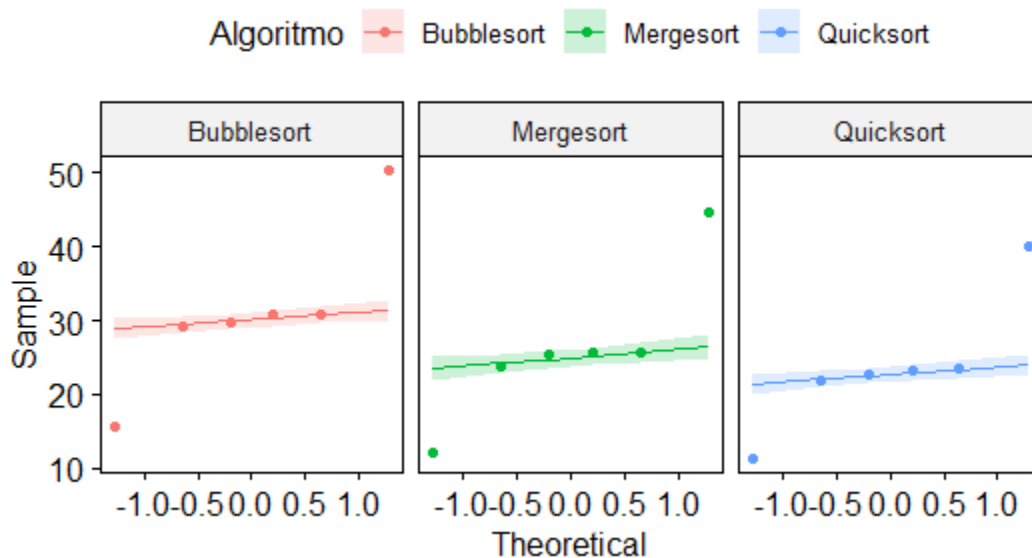 Algoritmo Bubblesort Mergesort Quicksort
Bubblesort Mergesort Quicksort
50
40
30
20
10
Sample
-1.0 -0.5 0.0 0.5 1.0 -1.0 -0.5 0.0 0.5 1.0 -1.0 -0.5 0.0 0.5 1.0
Theoretical